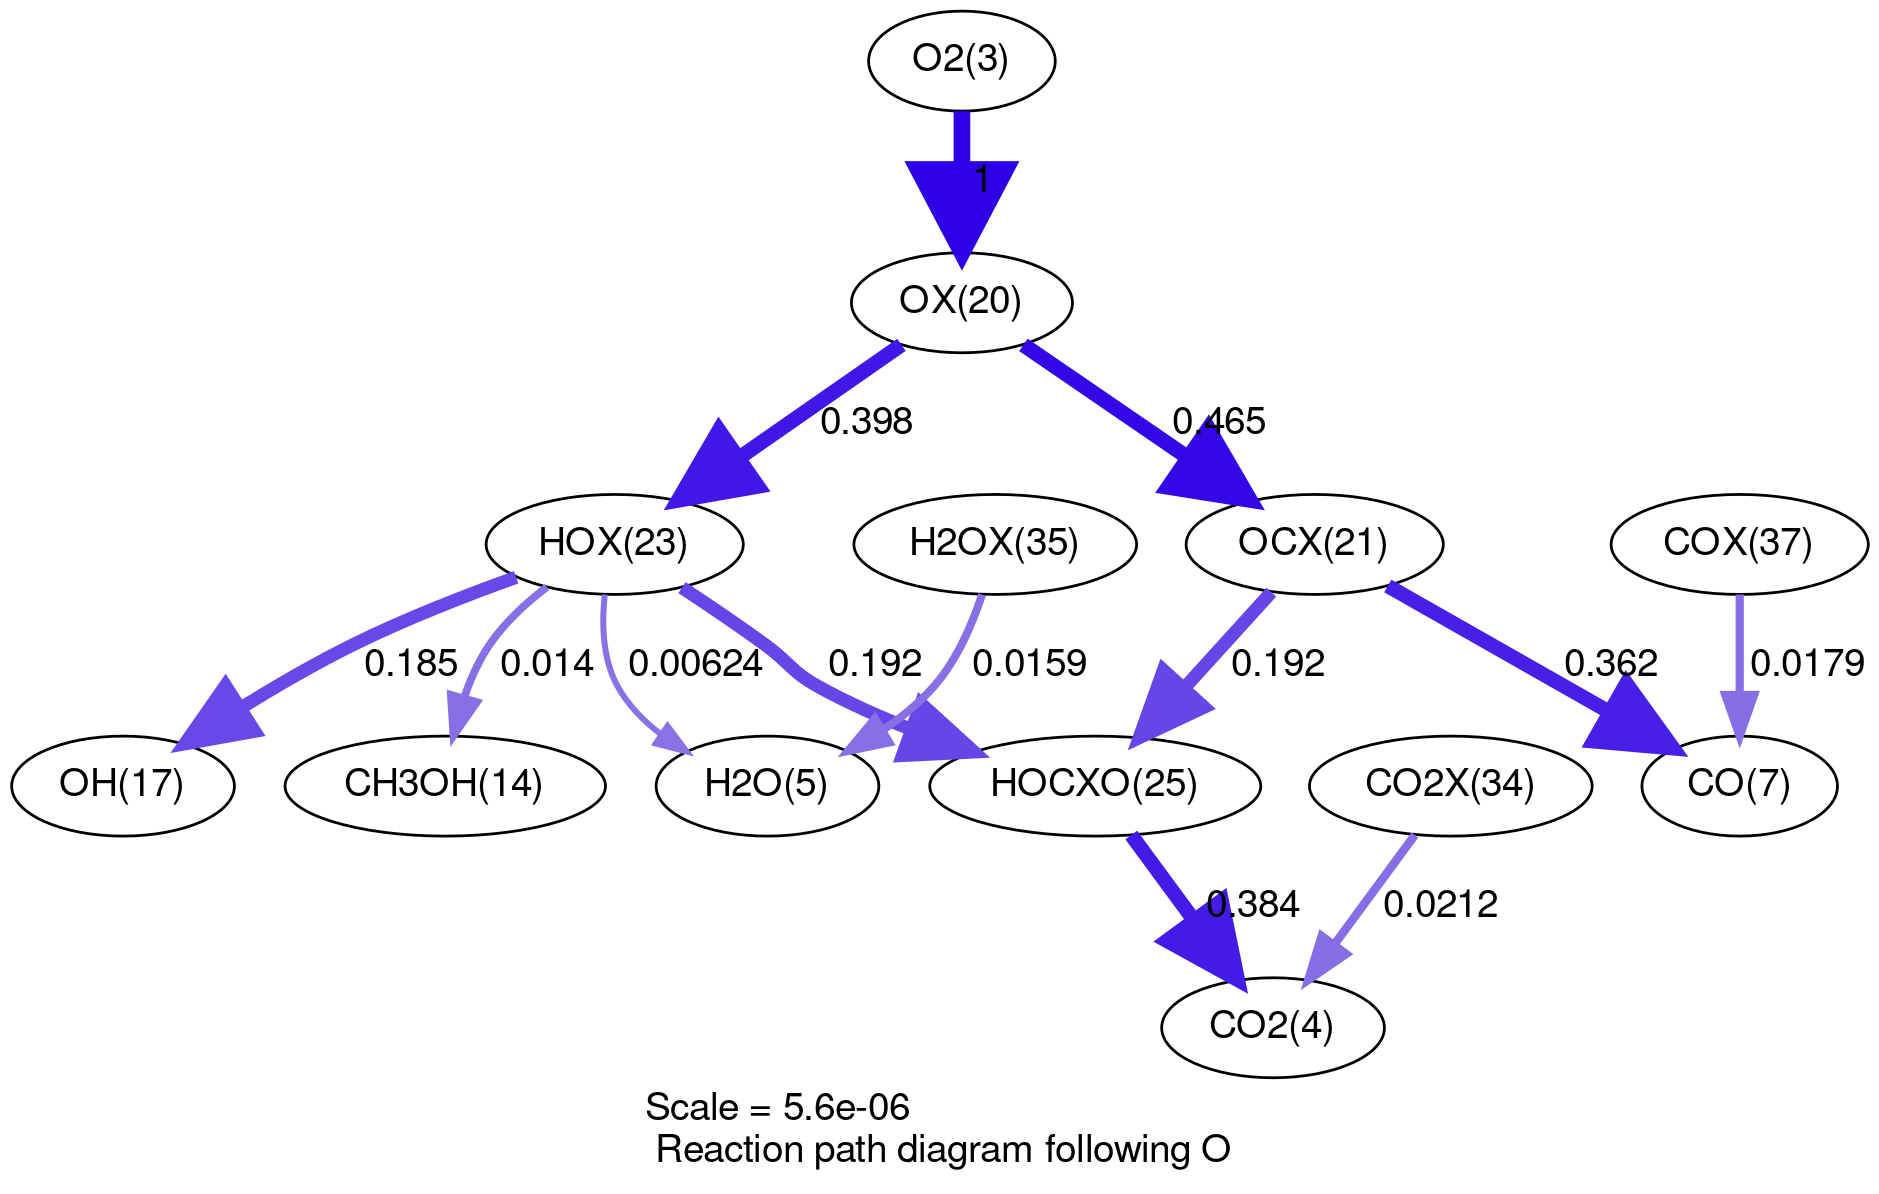 O2(3)
1
OX(20)
0.398
0.465
HOX(23)
H2OX(35)
OCX(21)
COX(37)
0.185
0.014
0.00624
0.192
0.0159
0.192
0.362
0.0179
OH(17)
CH3OH(14)
H2O(5)
HOCXO(25)
CO2X(34)
CO(7)
0.384
0.0212
CO2(4)
Scale = 5.6e-06
Reaction path diagram following O